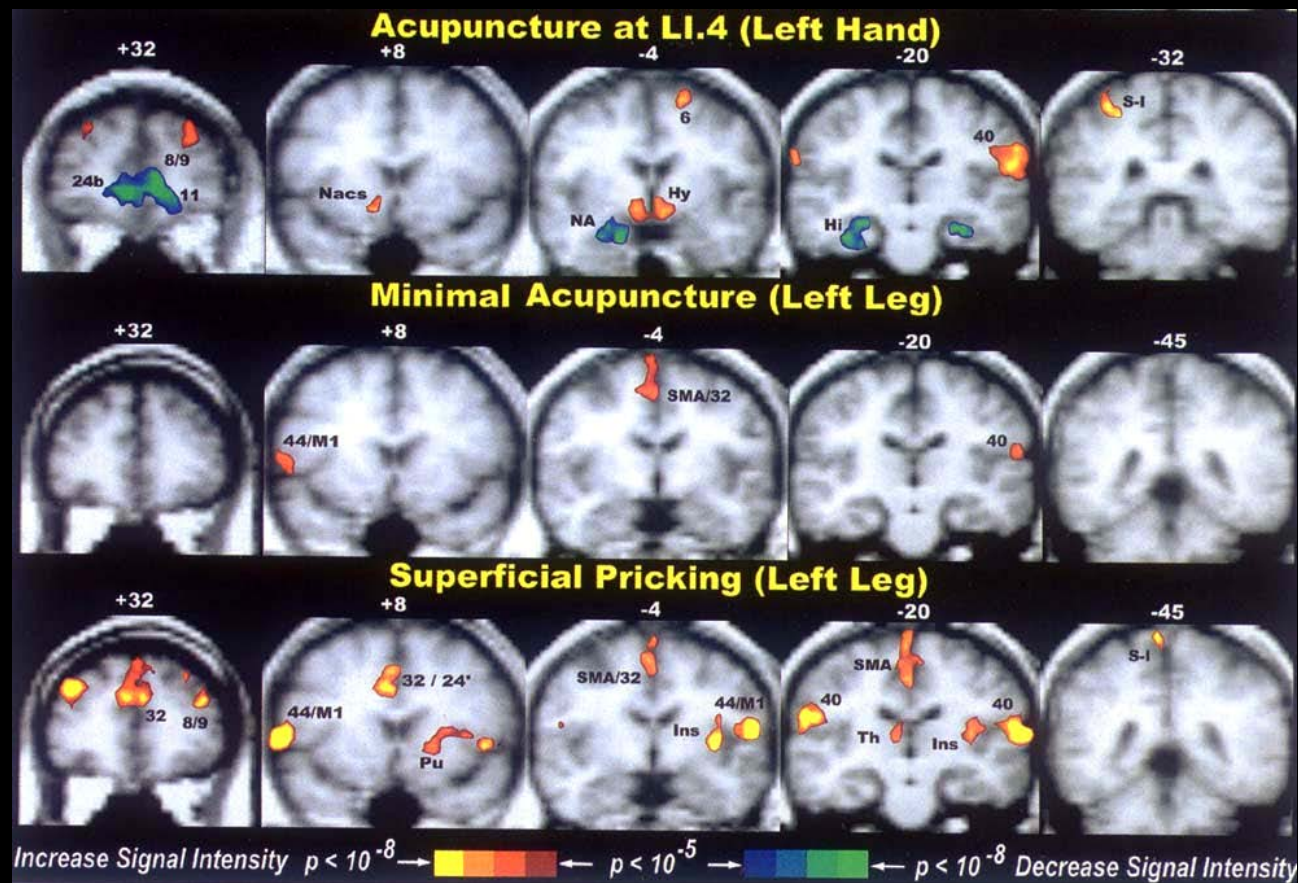 Acupuncture at LI.4 (Left Hand)
+32 +8 -4 -20 -32
6 S-I
8/9 40
24b 11 Nacs Hy
NA Hi
Minimal Acupuncture (Left Leg)
+32 +8 -4 -20 -45
SMA/32
44/M1 40
Superficial Pricking (Left Leg)
+32 +8 -4 -20 -45
SMA/32 SMA S-I
32 8/9 32 / 24' 44/M1 40 40
44/M1 Pu Ins Th Ins
Increase Signal Intensity p < 10 -8 → ← p < 10 -5 → ← p < 10 -8 Decrease Signal Intensity